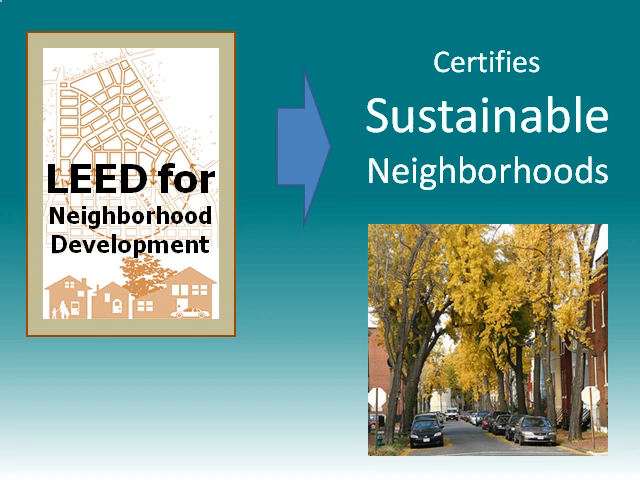 LEED for
Neighborhood
Development
Certifies
Sustainable
Neighborhoods